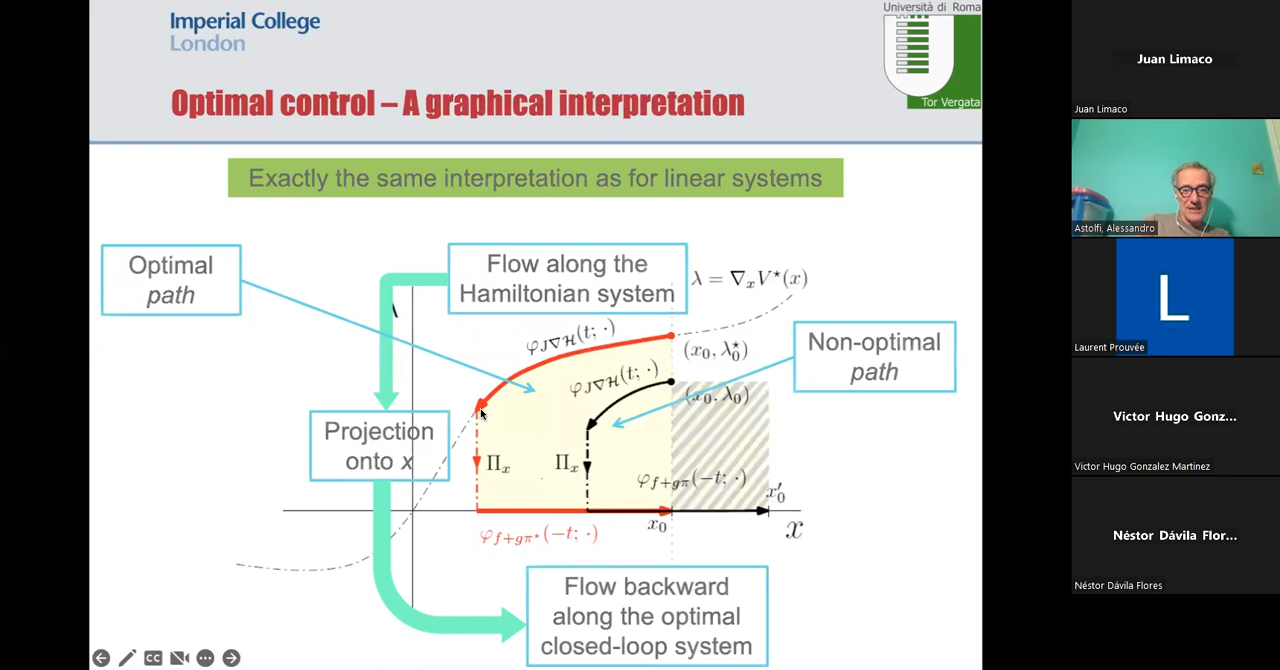 Imperial College
London
Università di Roma
Tor Vergata
Optimal control – A graphical interpretation
Exactly the same interpretation as for linear systems
Optimal
path
Flow along the
Hamiltonian system
λ = ∇ₓV⋆(x)
Non-optimal
path
φ_{J∇H}(t; ·)
(x₀, λ₀⋆)
φ_{J∇H}(t; ·)
(x₀, λ₀)
Projection
onto x
Πₓ
Πₓ
φ_{f+gπ}(−t; ·)
x₀′
x₀
x
φ_{f+gπ⋆}(−t; ·)
Flow backward
along the optimal
closed-loop system
CC
Juan Limaco
Juan Limaco
Astolfi, Alessandro
L
Laurent Prouvée
Victor Hugo Gonz...
Victor Hugo Gonzalez Martinez
Néstor Dávila Flor...
Néstor Dávila Flores